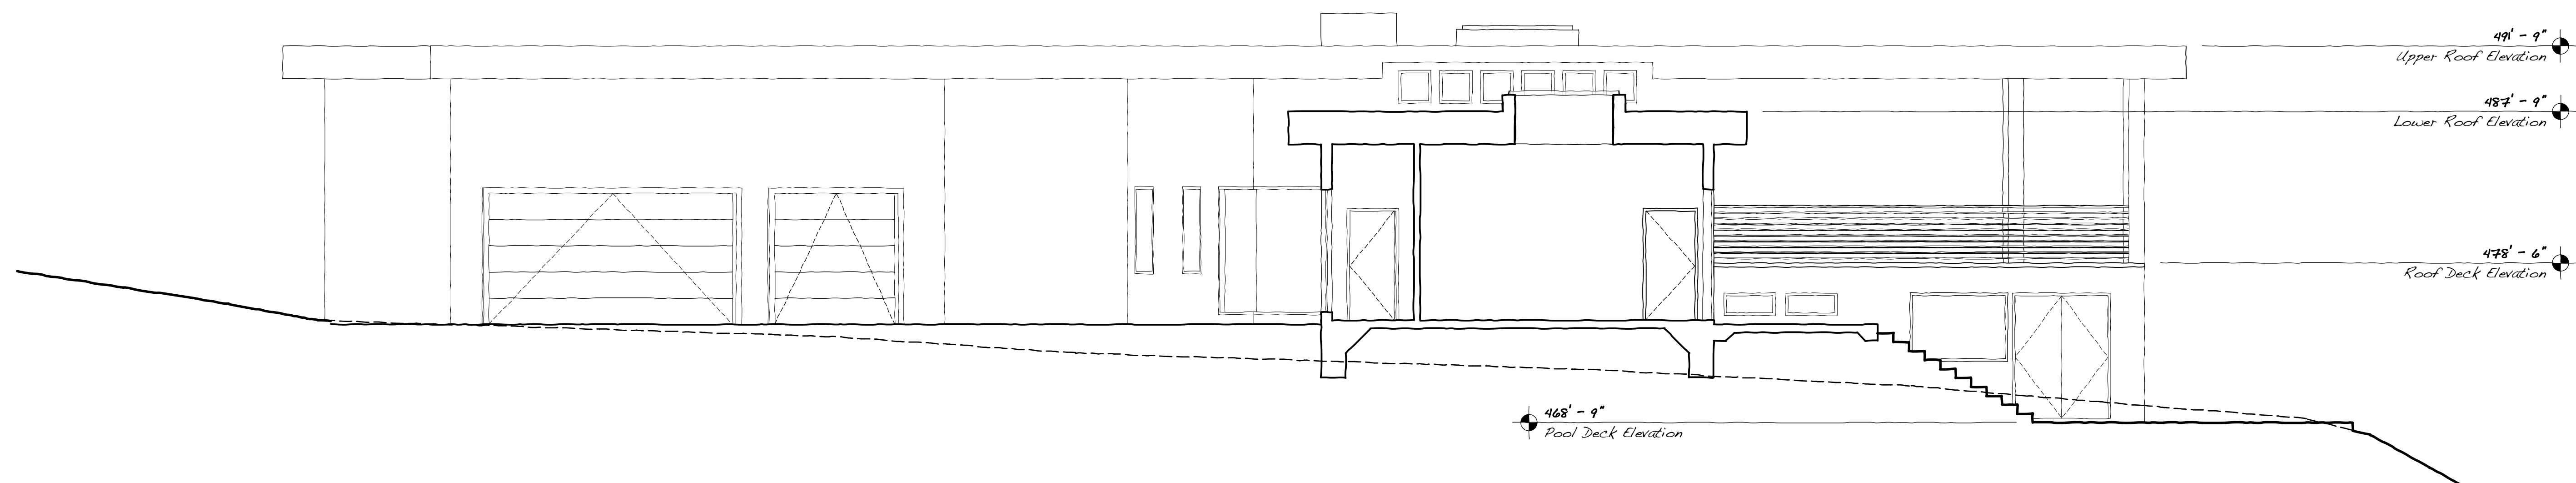 491' - 9"
Upper Roof Elevation
487' - 9"
Lower Roof Elevation
478' - 6"
Roof Deck Elevation
468' - 9"
Pool Deck Elevation